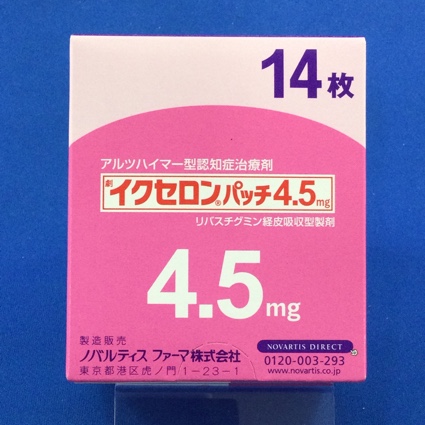 14枚
アルツハイマー型認知症治療剤
劇 イクセロン®パッチ4.5mg
リバスチグミン経皮吸収型製剤
4.5mg
製造販売
ノバルティス ファーマ株式会社
東京都港区虎ノ門1-23-1
NOVARTIS DIRECT
0120-003-293
www.novartis.co.jp